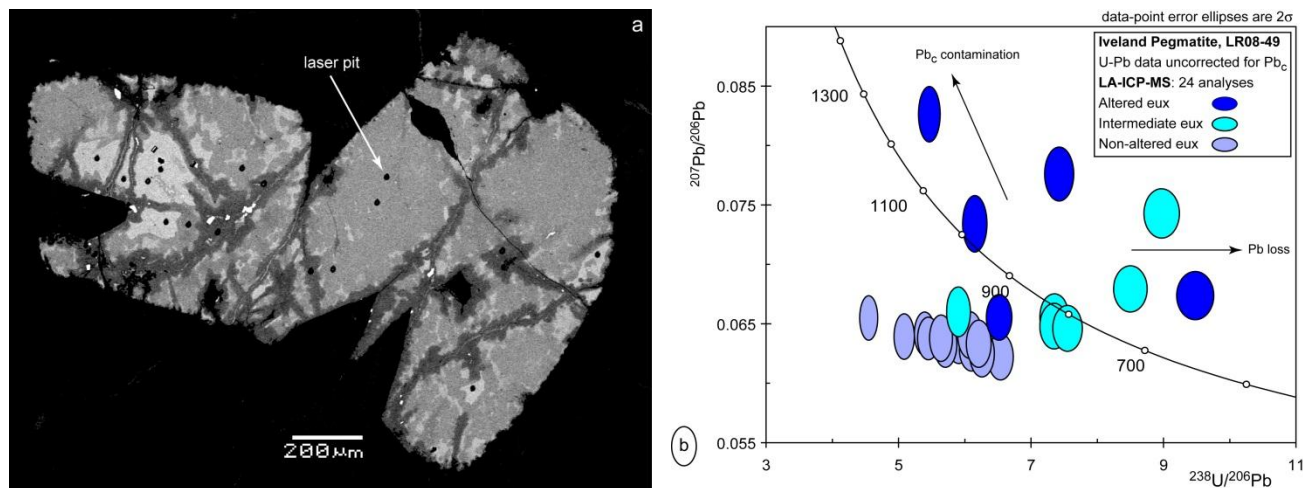 a
laser pit
200µm
data-point error ellipses are 2σ
Iveland Pegmatite, LR08-49
U-Pb data uncorrected for Pbc
LA-ICP-MS: 24 analyses
Altered eux
Intermediate eux
Non-altered eux
Pbc contamination
1300
1100
900
700
Pb loss
0.085
0.075
0.065
0.055
207Pb/206Pb
b
3
5
7
9
11
238U/206Pb